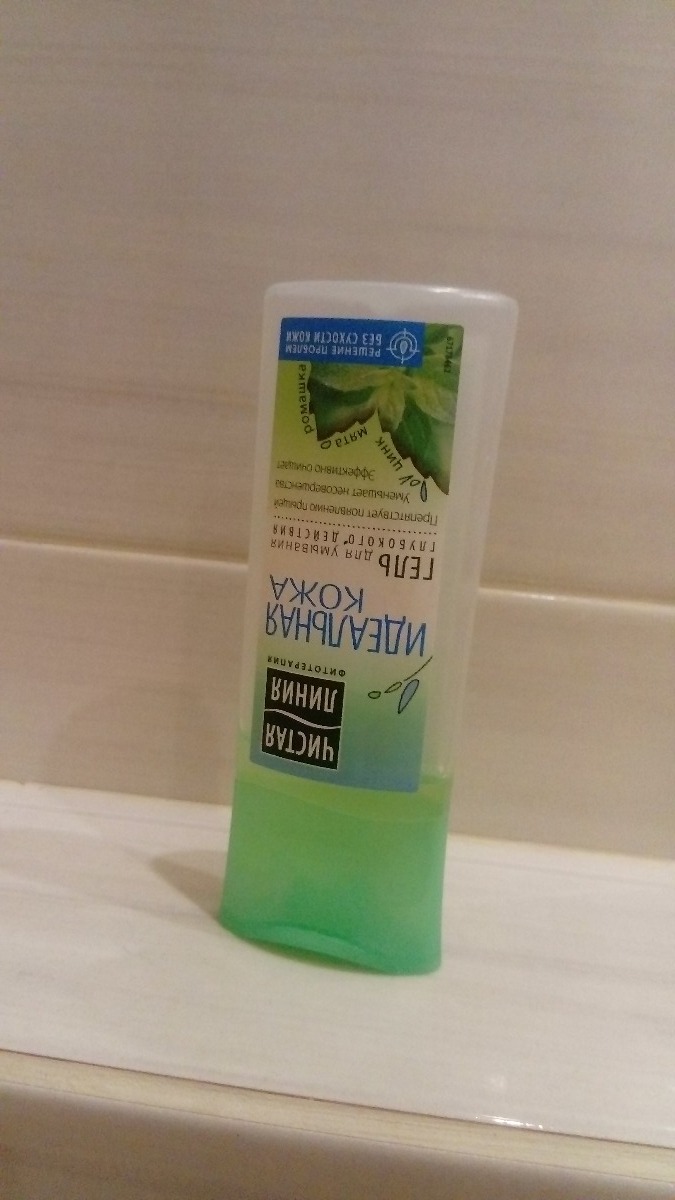 ЧИСТАЯ
ЛИНИЯ
ФИТОТЕРАПИЯ
ИДЕАЛЬНАЯ
КОЖА
ГЕЛЬ для умывания
ГЛУБОКОГО ДЕЙСТВИЯ
Препятствует появлению прыщей
Уменьшает несовершенства
Эффективно очищает
цинк
мята
ромашка
РЕШЕНИЕ ПРОБЛЕМ
БЕЗ СУХОСТИ КОЖИ